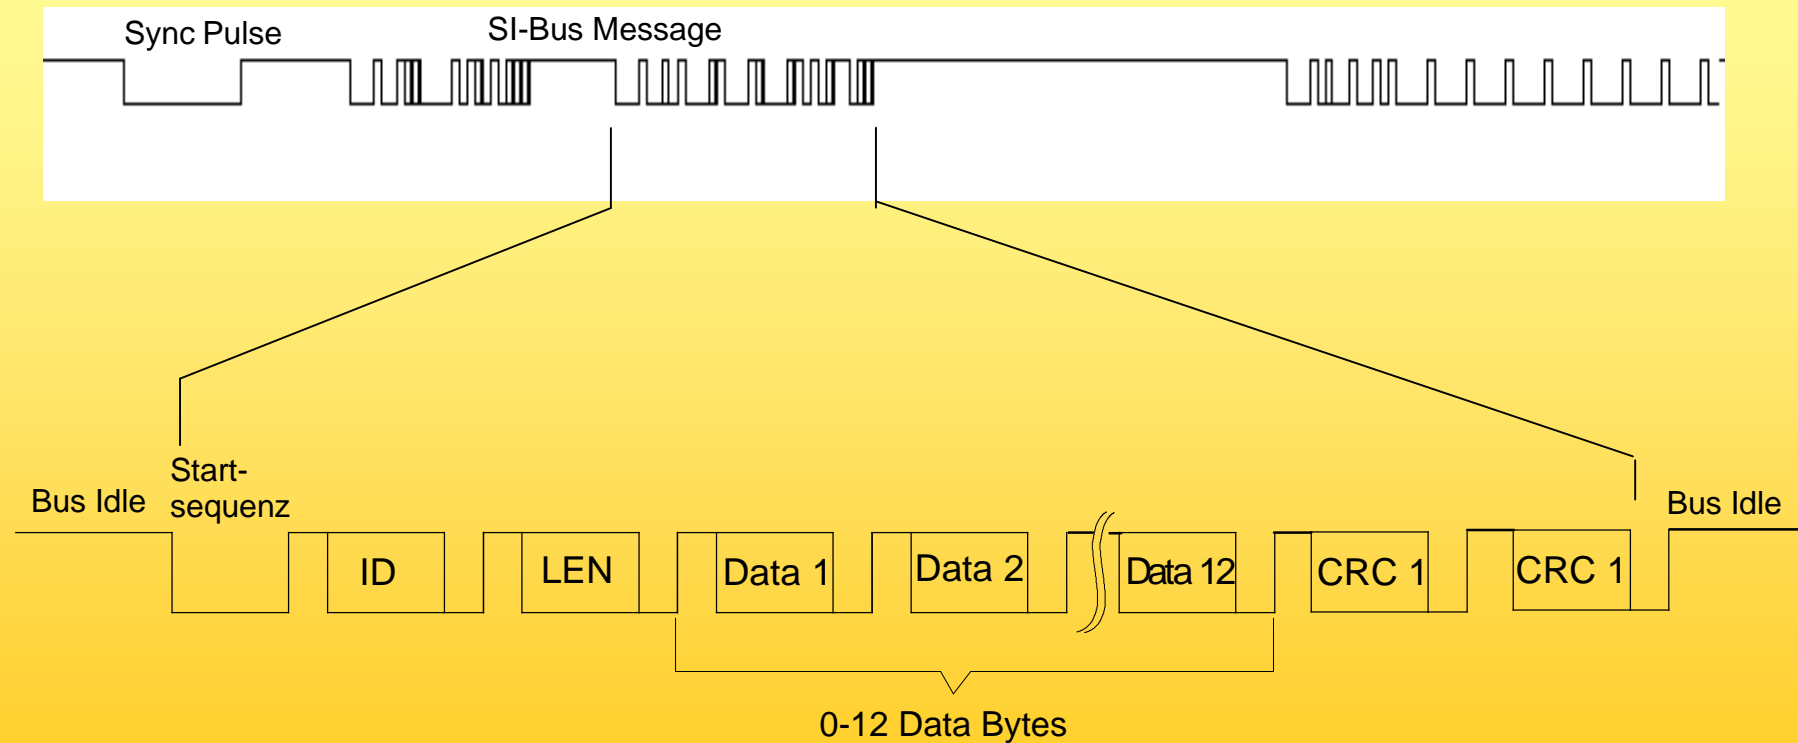 Sync Pulse
SI-Bus Message
Start-
sequenz
Bus Idle
Bus Idle
ID
LEN
Data 1
Data 2
Data 12
CRC 1
CRC 1
0-12 Data Bytes